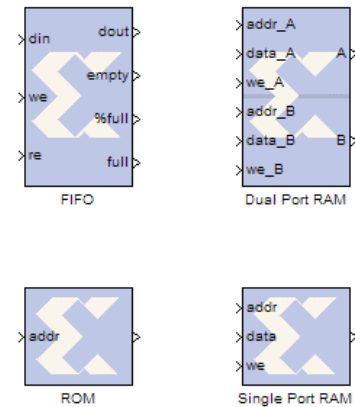 din
we
re
dout
empty
%full
full
FIFO
addr_A
data_A
we_A
addr_B
data_B
we_B
A
B
Dual Port RAM
addr
ROM
addr
data
we
Single Port RAM